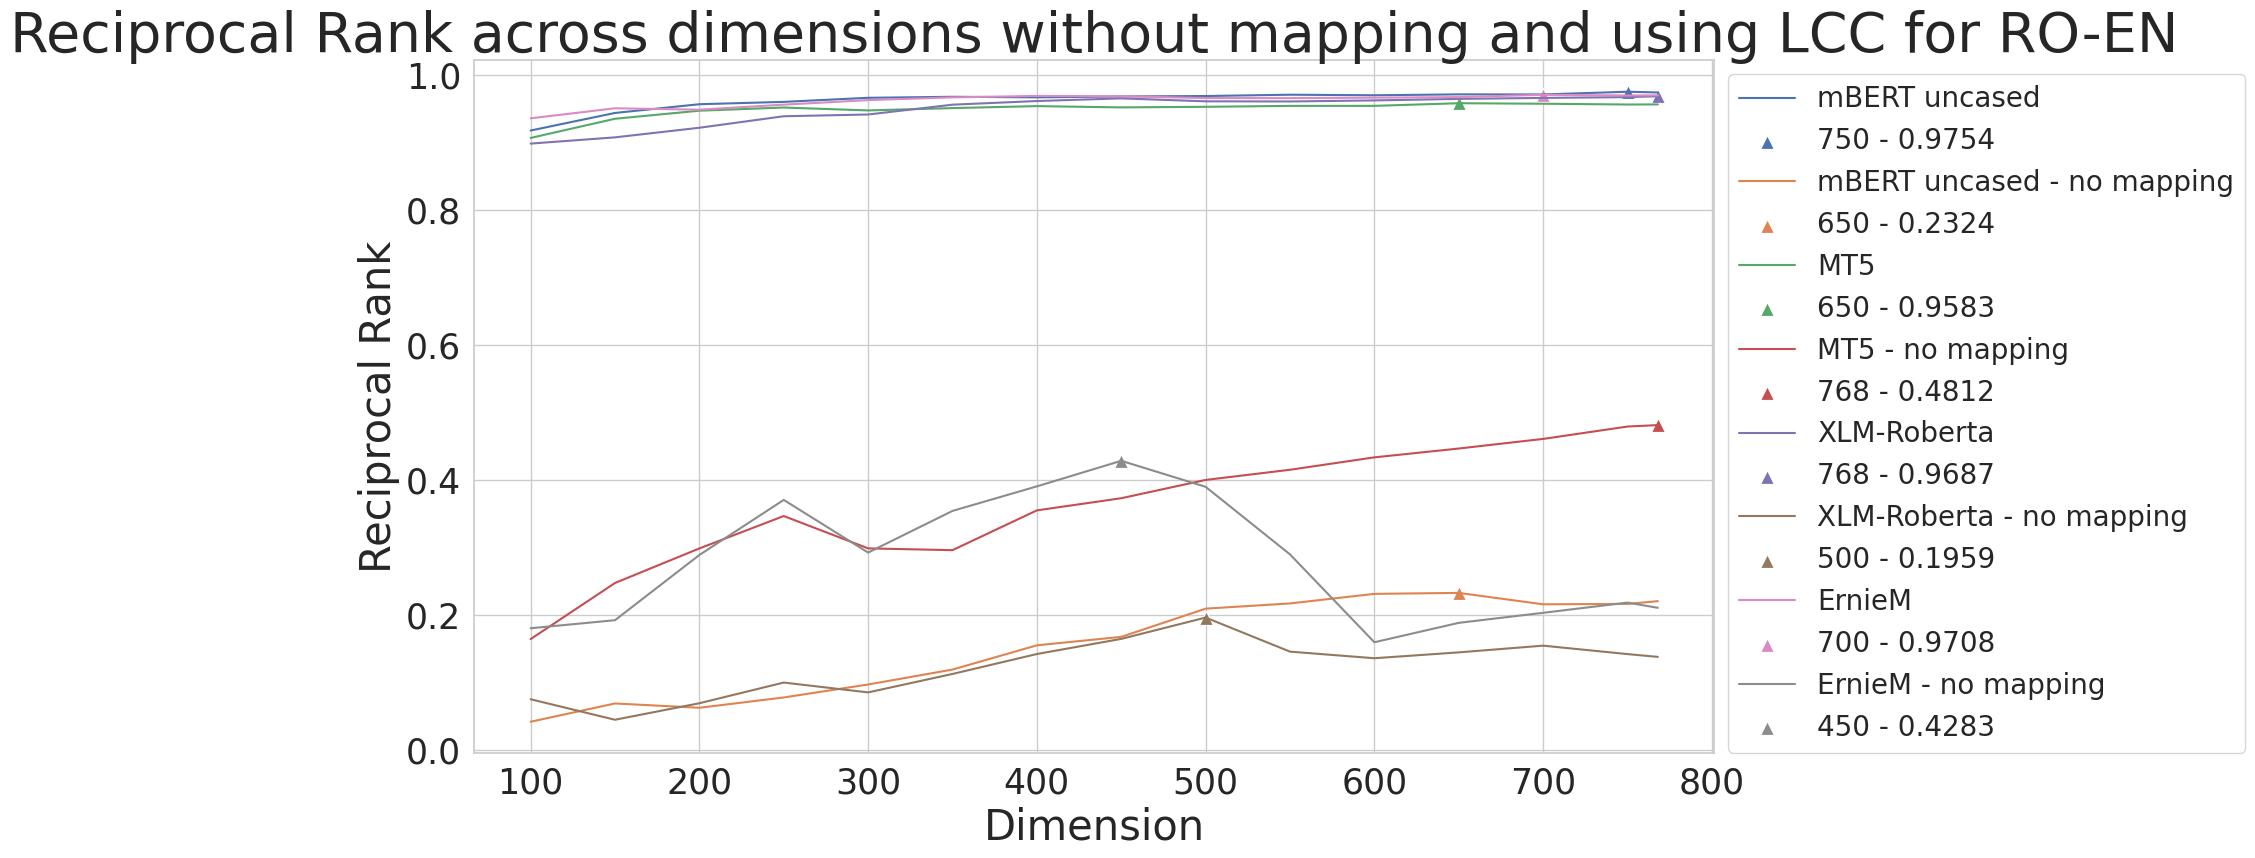 Reciprocal Rank across dimensions without mapping and using LCC for RO-EN
1.0
0.8
0.6
0.4
0.2
0.0
Reciprocal Rank
100 200 300 400 500 600 700 800
Dimension
mBERT uncased
750 - 0.9754
mBERT uncased - no mapping
650 - 0.2324
MT5
650 - 0.9583
MT5 - no mapping
768 - 0.4812
XLM-Roberta
768 - 0.9687
XLM-Roberta - no mapping
500 - 0.1959
ErnieM
700 - 0.9708
ErnieM - no mapping
450 - 0.4283